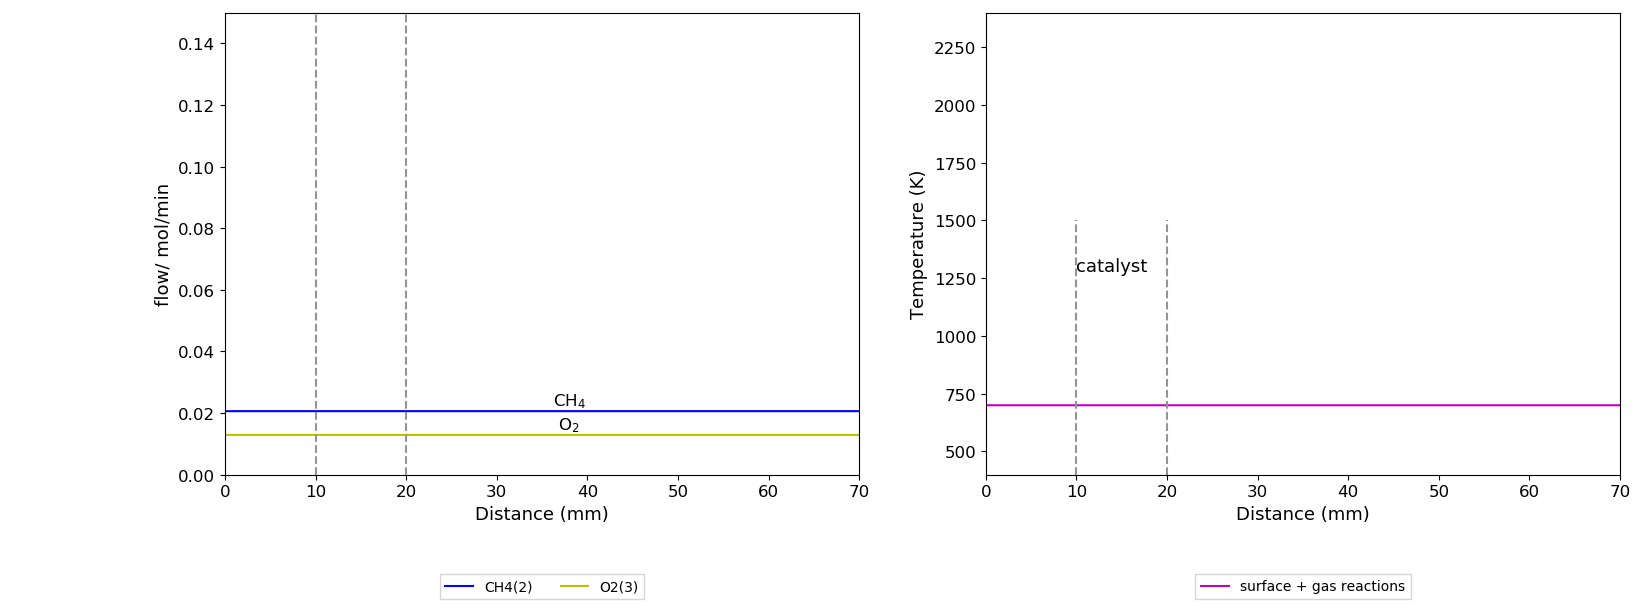 flow/ mol/min
0.14
0.12
0.10
0.08
0.06
0.04
0.02
0.00
CH4
O2
0 10 20 30 40 50 60 70
Distance (mm)
CH4(2) O2(3)
Temperature (K)
2250
2000
1750
1500
1250
1000
750
500
catalyst
0 10 20 30 40 50 60 70
Distance (mm)
surface + gas reactions